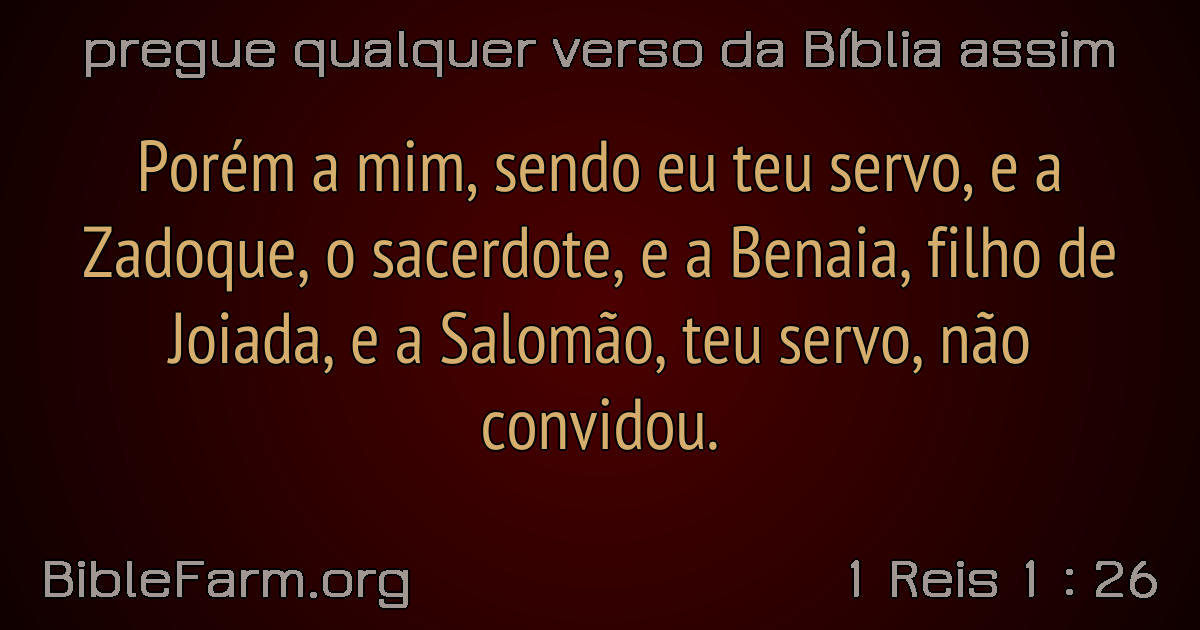 pregue qualquer verso da Bíblia assim
Porém a mim, sendo eu teu servo, e a
Zadoque, o sacerdote, e a Benaia, filho de
Joiada, e a Salomão, teu servo, não
convidou.
BibleFarm.org
1 Reis 1 : 26